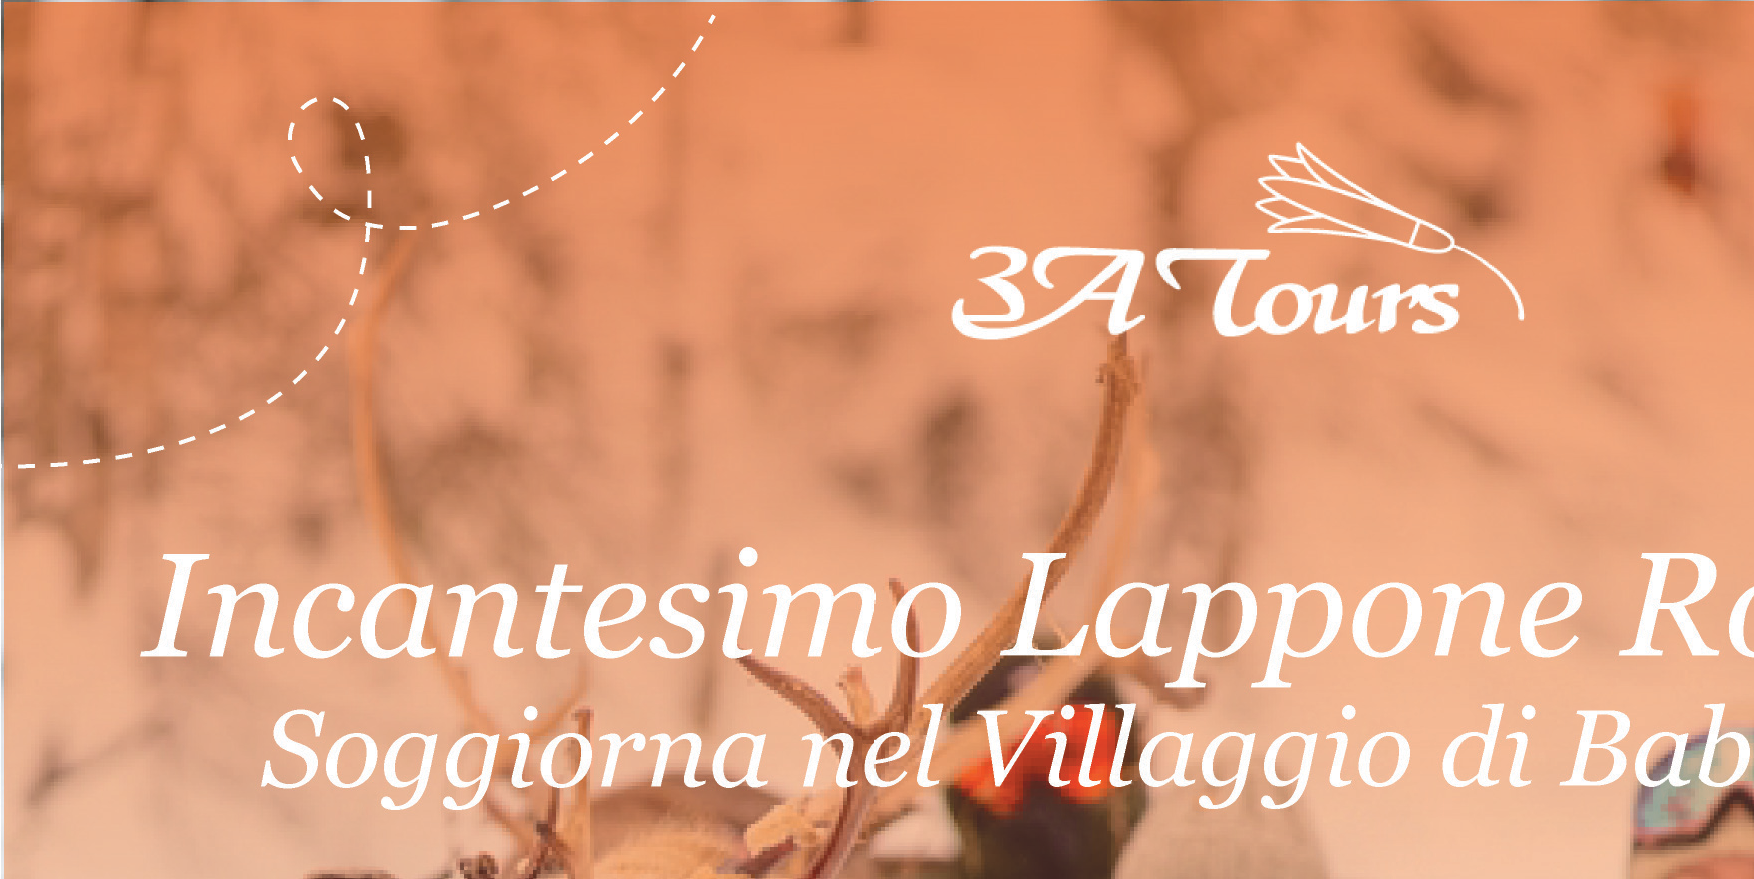 3A Tours
Incantesimo Lappone
Soggiorna nel Villaggio di